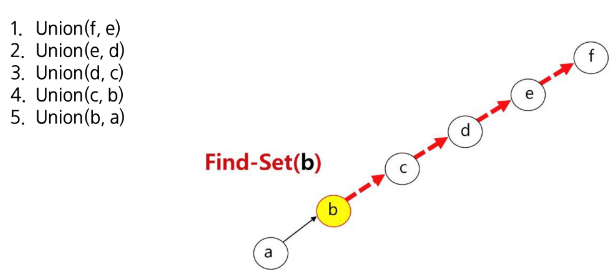 1. Union(f, e)
2. Union(e, d)
3. Union(d, c)
4. Union(c, b)
5. Union(b, a)
f
e
d
Find-Set(b)
c
b
a